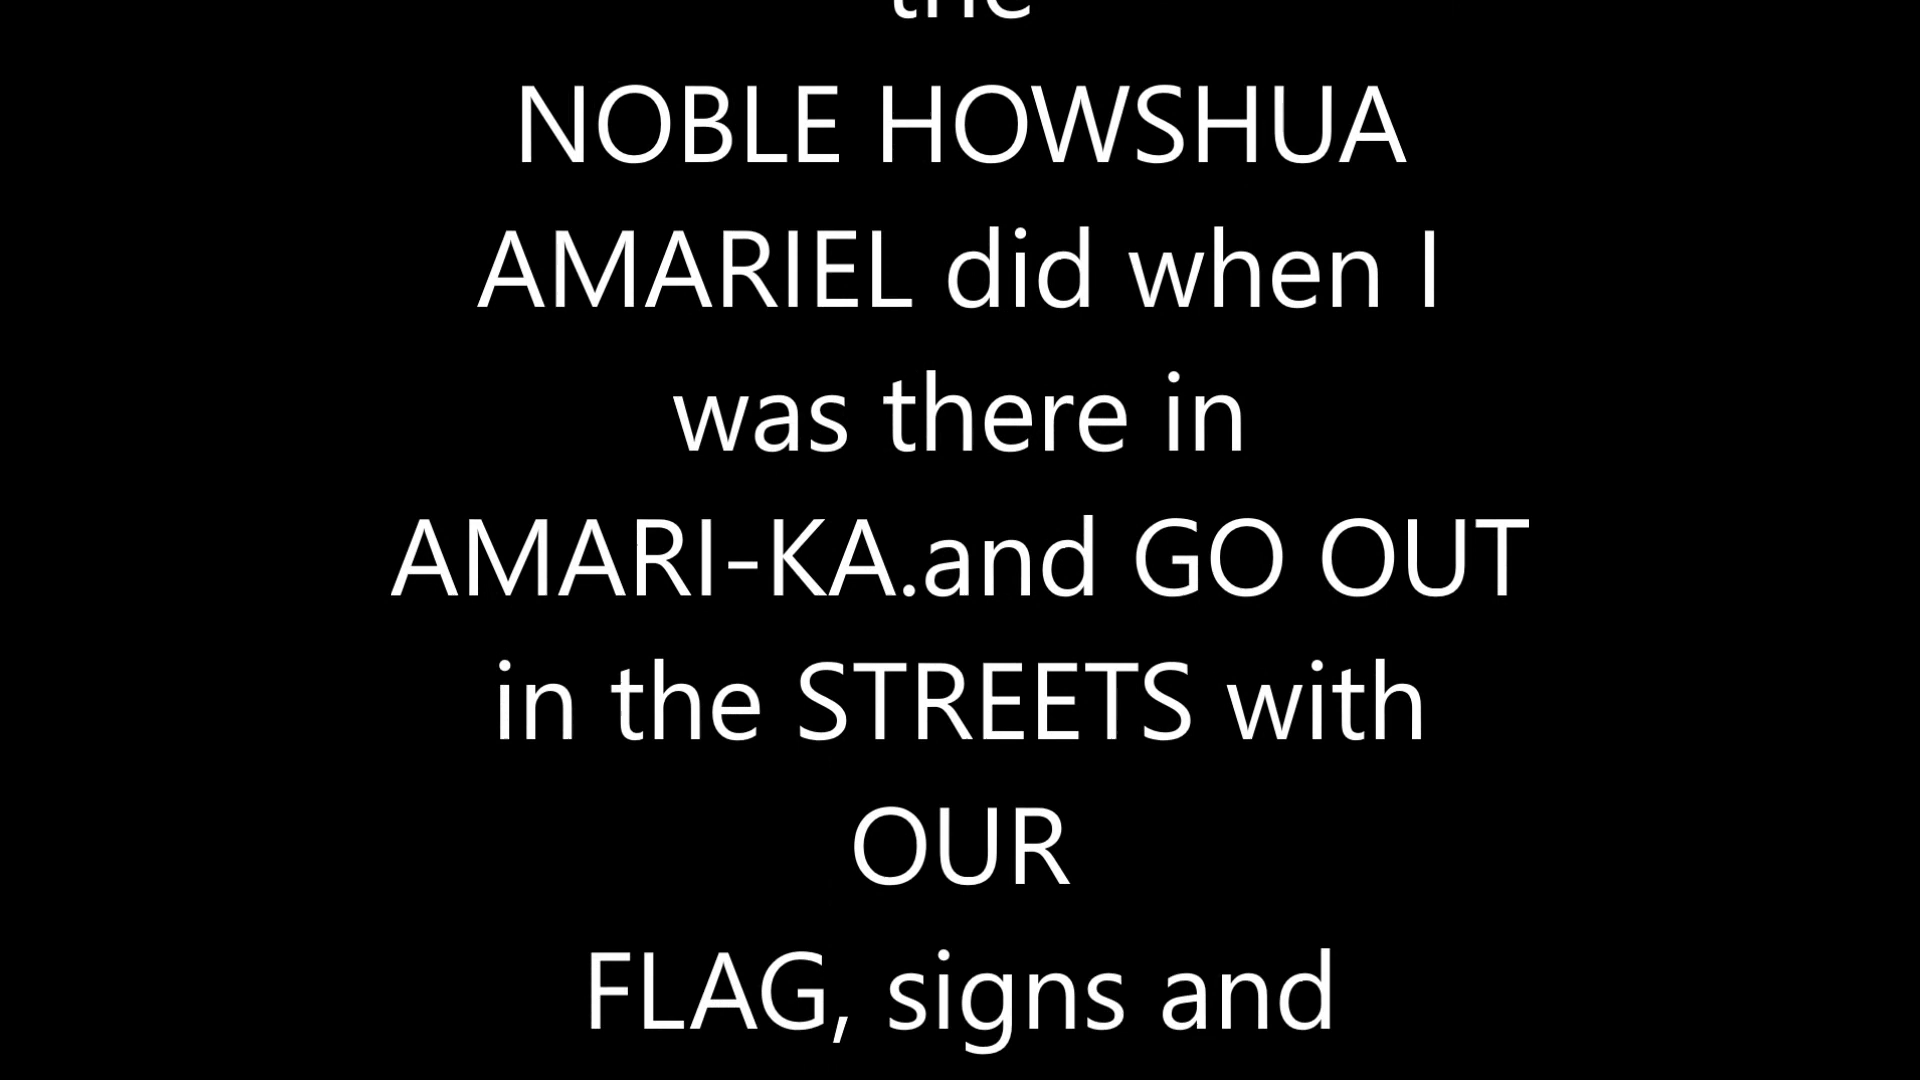 the
NOBLE HOWSHUA
AMARIEL did when I
was there in
AMARI-KA.and GO OUT
in the STREETS with
OUR
FLAG, signs and